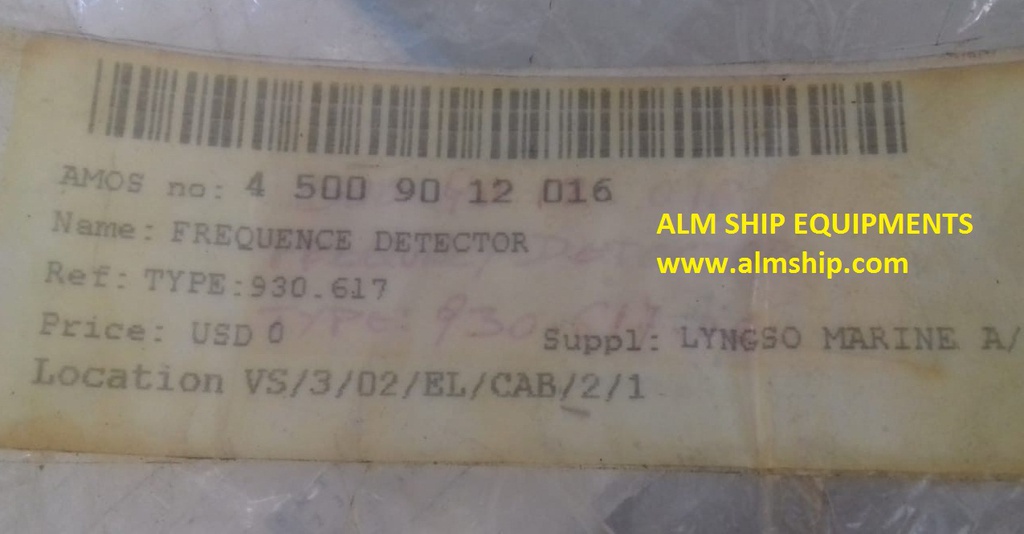 AMOS no: 4 500 90 12 016
Name: FREQUENCE DETECTOR
Ref: TYPE:930.617
Price: USD 0 Suppl: LYNGSO MARINE A/
Location VS/3/02/EL/CAB/2/1
ALM SHIP EQUIPMENTS
www.almship.com